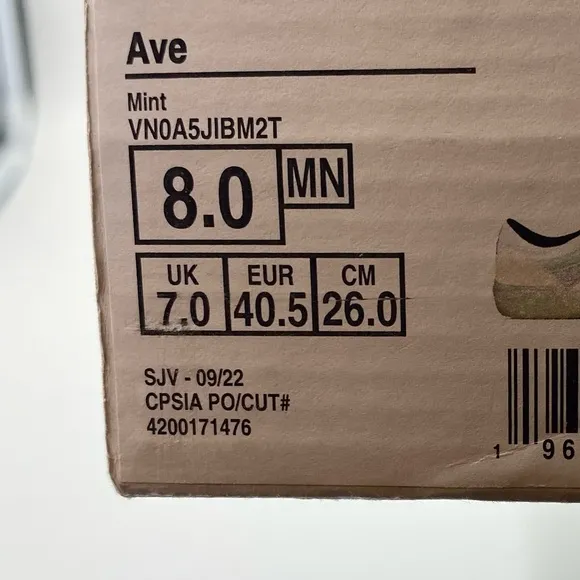 Ave
Mint
VN0A5JIBM2T
8.0 MN
UK EUR CM
7.0 40.5 26.0
SJV - 09/22
CPSIA PO/CUT#
4200171476
1 96